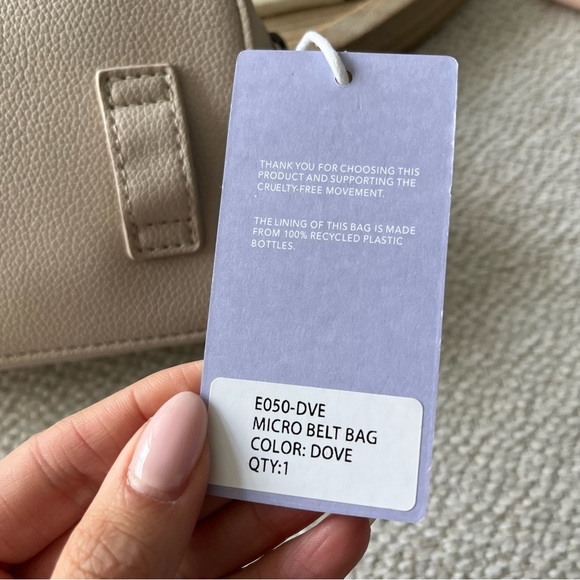 THANK YOU FOR CHOOSING THIS
PRODUCT AND SUPPORTING THE
CRUELTY-FREE MOVEMENT.
THE LINING OF THIS BAG IS MADE
FROM 100% RECYCLED PLASTIC
BOTTLES.
E050-DVE
MICRO BELT BAG
COLOR: DOVE
QTY:1